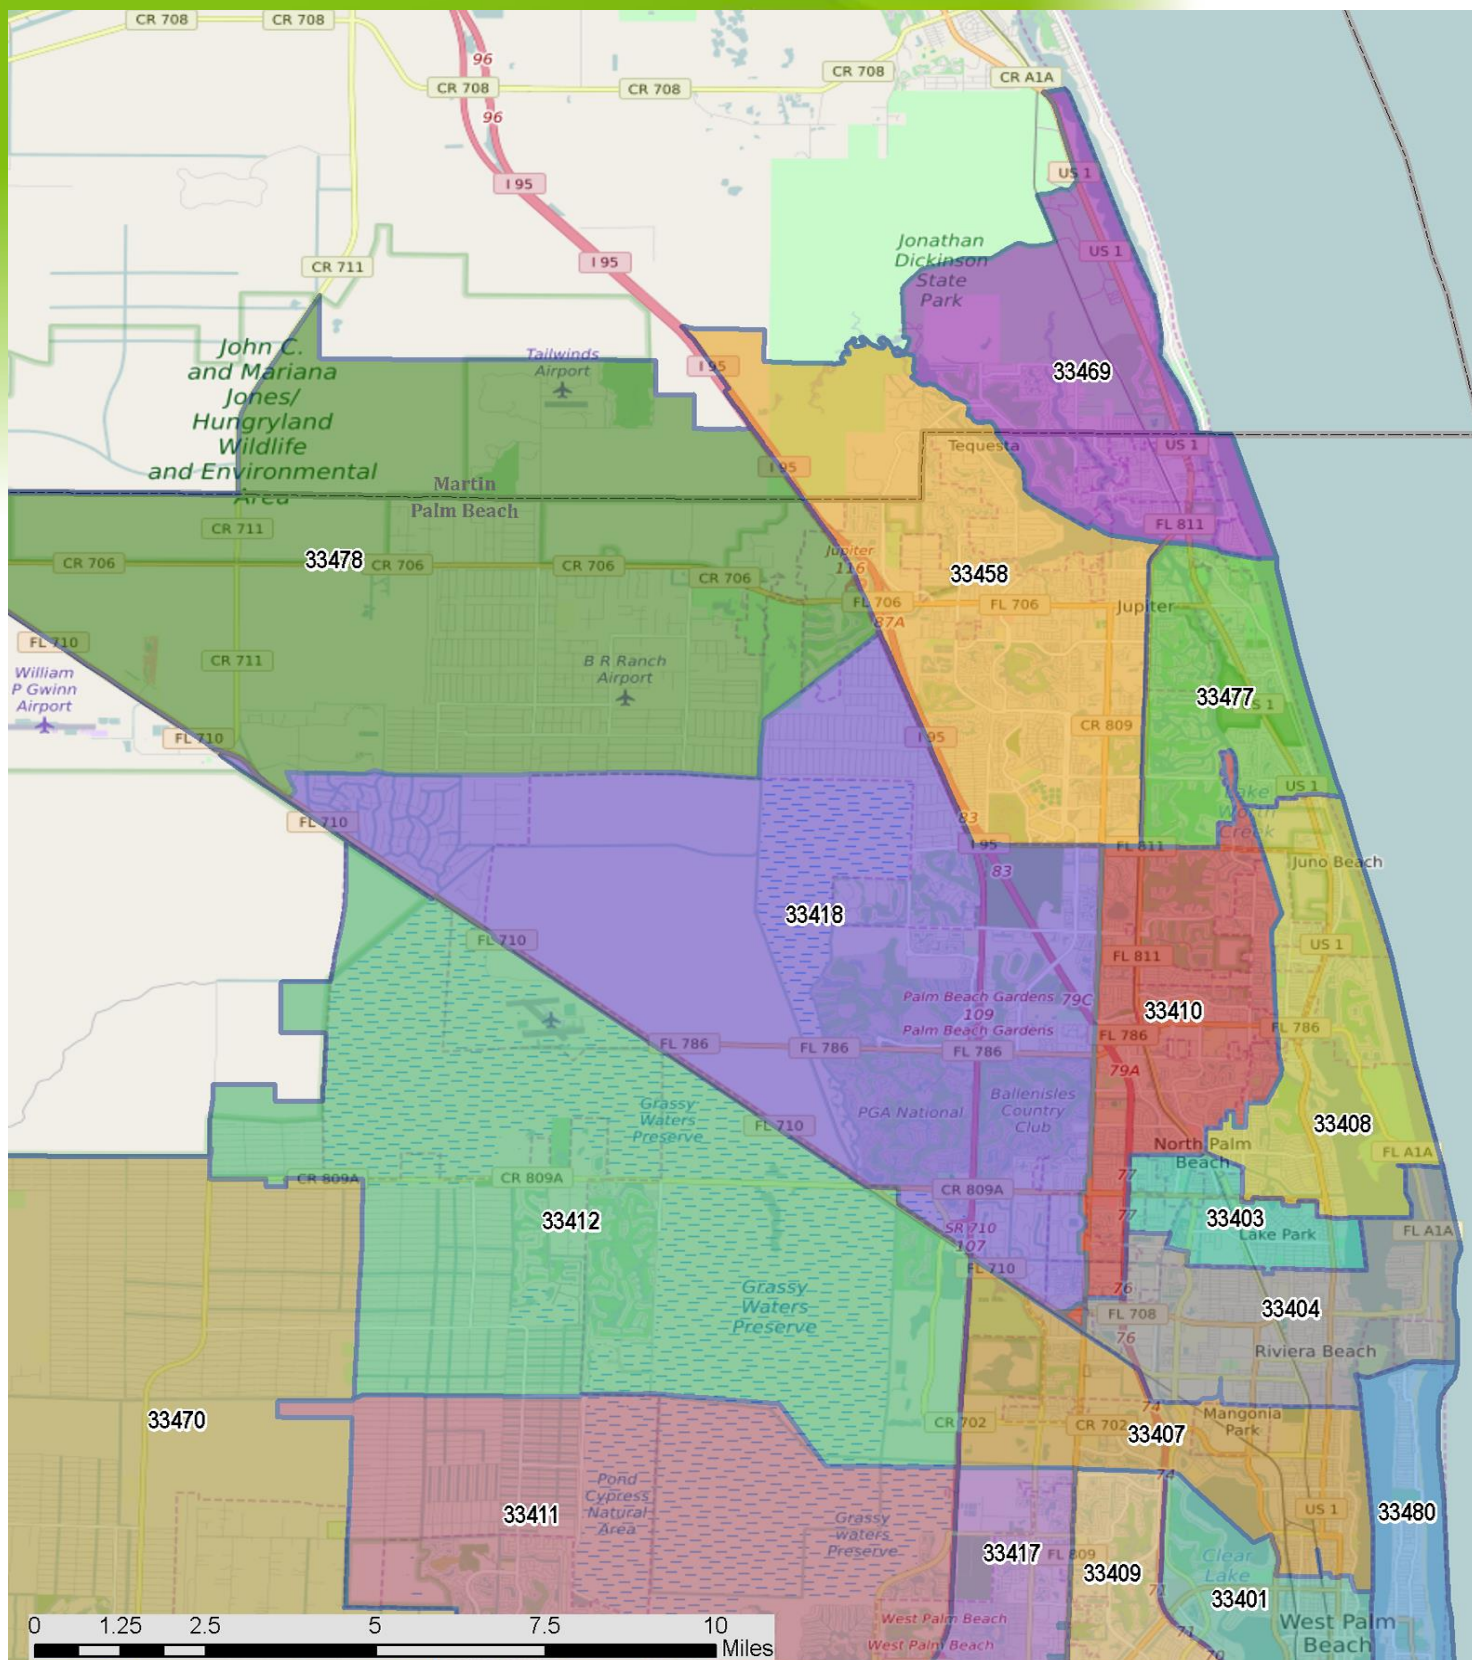 CR 708
CR 708
96
CR 708
CR 708
CR 708
CR A1A
96
I 95
US 1
Jonathan
Dickinson
State
Park
US 1
I 95
CR 711
John C.
and Mariana
Jones/
Hungryland
Wildlife
and Environmental
Area
Tailwinds
Airport
I 95
33469
I 95
Tequesta
US 1
Martin
Palm Beach
CR 711
FL 811
CR 706
33478
CR 706
CR 706
CR 706
Jupiter
116
33458
FL 706
FL 706
Jupiter
87A
FL 710
William
P Gwinn
Airport
CR 711
B R Ranch
Airport
33477
S 1
FL 710
I 95
CR 809
US 1
Lake
Worth
Creek
FL 710
83
I 95
FL 811
83
Juno Beach
33418
FL 710
US 1
FL 811
Palm Beach Gardens
109
Palm Beach Gardens
79C
33410
FL 786
FL 786
FL 786
FL 786
FL 786
79A
Grassy
Waters
Preserve
PGA National
Ballenisles
Country
Club
FL 710
33408
North Palm
Beach
FL A1A
CR 809A
CR 809A
CR 809A
77
33412
77
33403
Lake Park
FL A1A
SR 710
107
FL 710
Grassy
Waters
Preserve
76
FL 708
76
33404
Riviera Beach
33470
74
Mangonia
Park
CR 702
CR 702
33407
74
Pond
Cypress
Natural
Area
33411
Grassy
Waters
Preserve
US 1
33480
33417
FL 809
33409
Clear
Lake
71
33401
West Palm Beach
West Palm Beach
71
70
West Palm
Beach
0 1.25 2.5 5 7.5 10
Miles